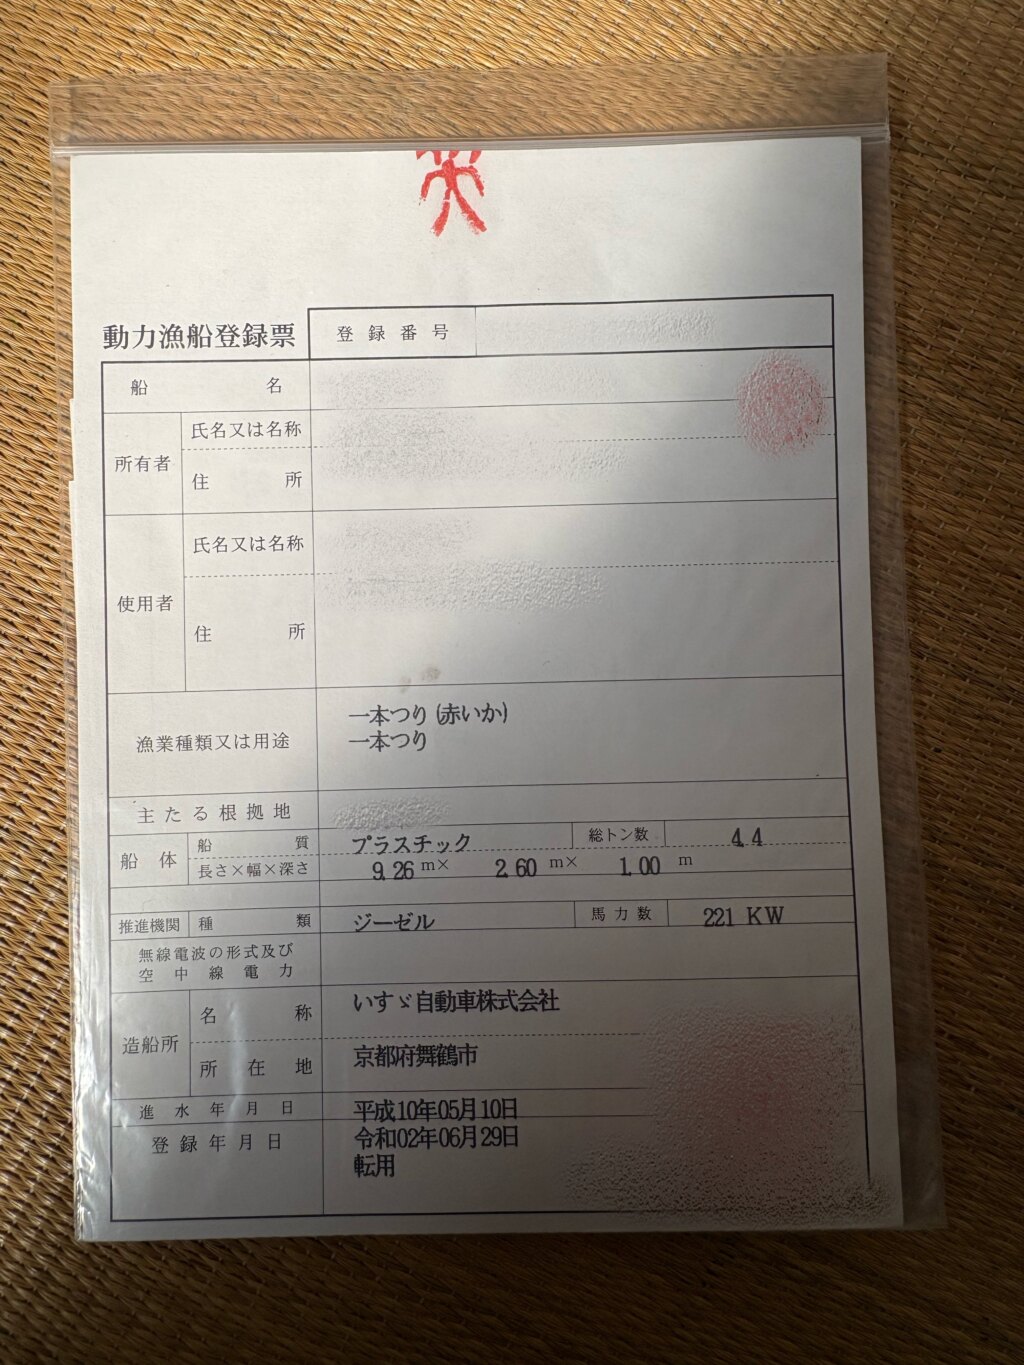 動力漁船登録票
登録番号
船名
所有者
氏名又は名称
住所
使用者
氏名又は名称
住所
漁業種類又は用途
一本つり(赤いか)
一本つり
主たる根拠地
船体
船質
プラスチック
総トン数
4.4
長さ×幅×深さ
9.26 m× 2.60 m× 1.00 m
推進機関
種類
ジーゼル
馬力数
221 KW
無線電波の形式及び
空中線電力
造船所
名称
いすゞ自動車株式会社
所在地
京都府舞鶴市
進水年月日
平成10年05月10日
登録年月日
令和02年06月29日
転用